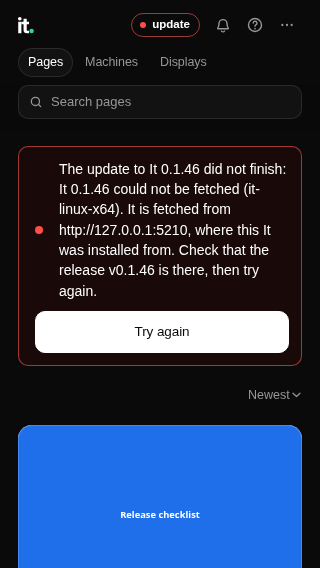 it.
update
Pages
Machines
Displays
Search pages
The update to It 0.1.46 did not finish:
It 0.1.46 could not be fetched (it-
linux-x64). It is fetched from
http://127.0.0.1:5210, where this It
was installed from. Check that the
release v0.1.46 is there, then try
again.
Try again
Newest
Release checklist